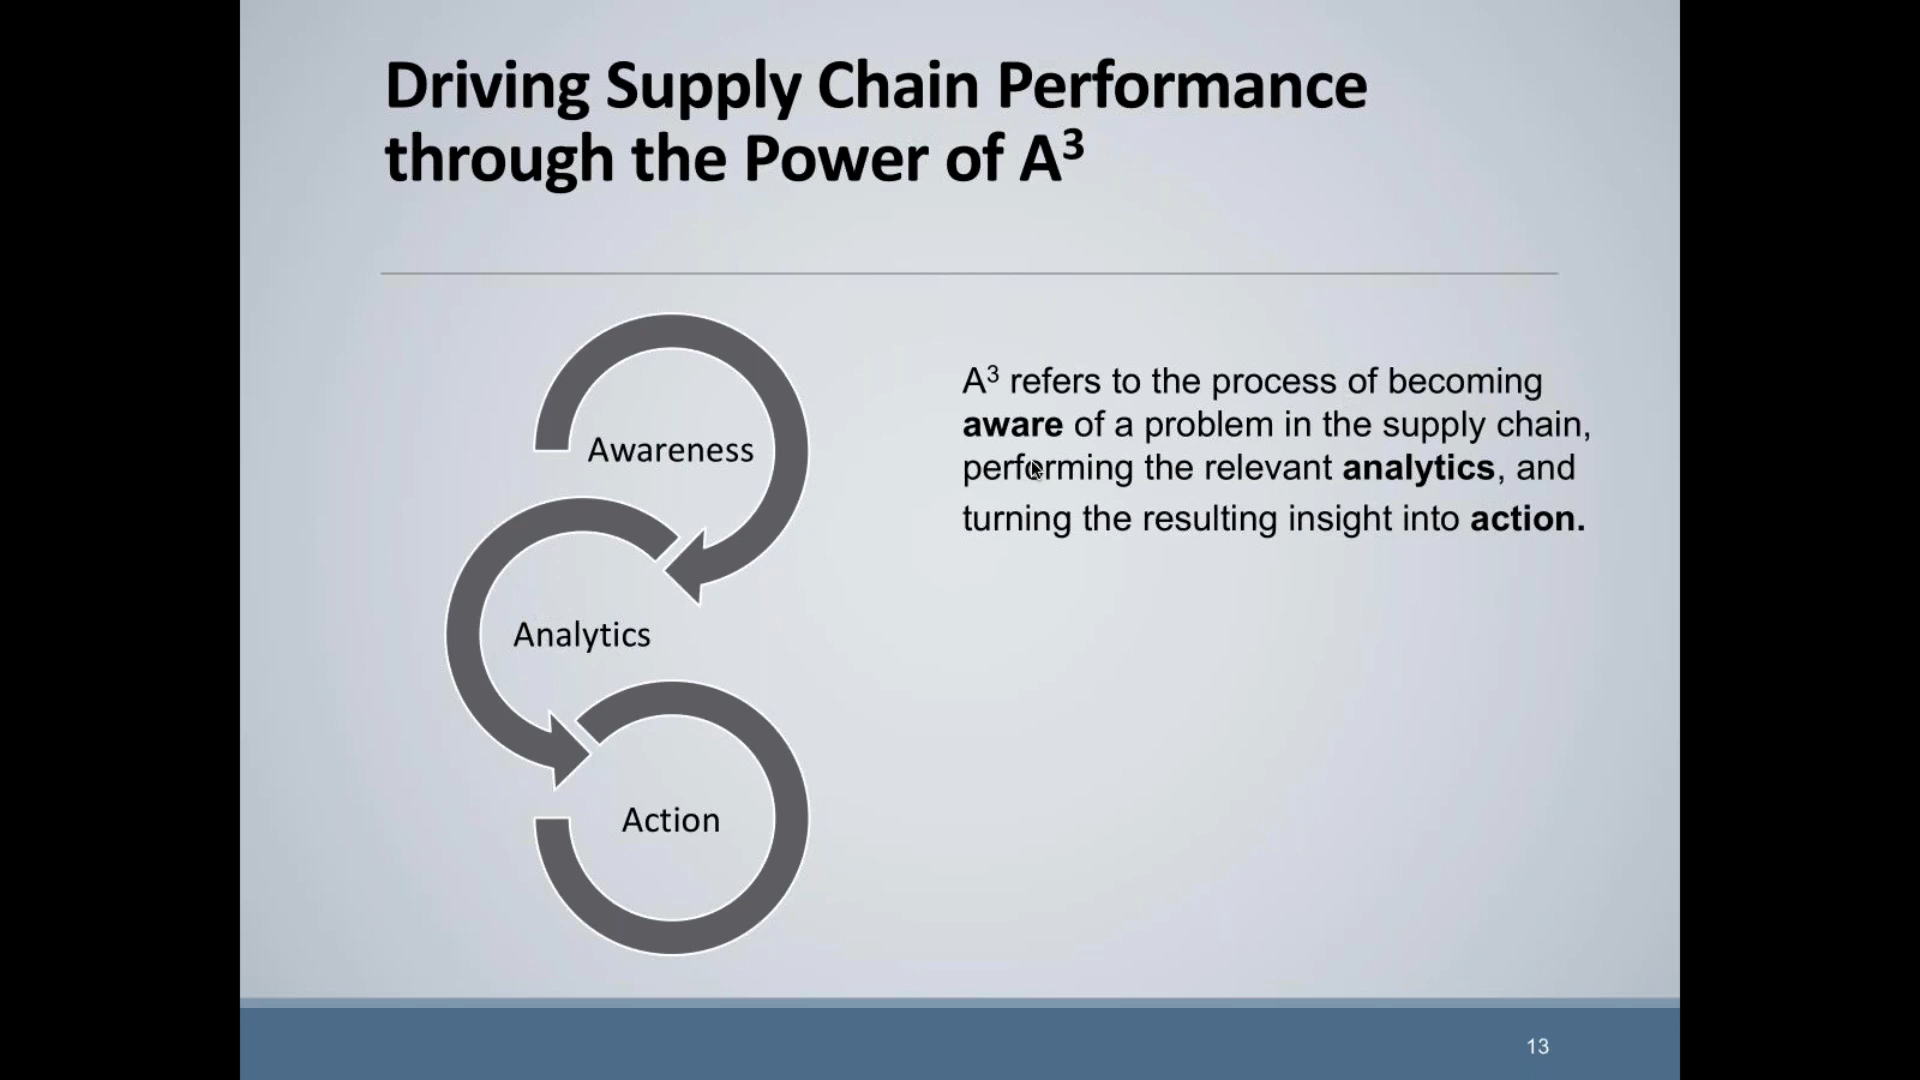 Driving Supply Chain Performance
through the Power of A³
Awareness
Analytics
Action
A³ refers to the process of becoming
aware of a problem in the supply chain,
performing the relevant analytics, and
turning the resulting insight into action.
13